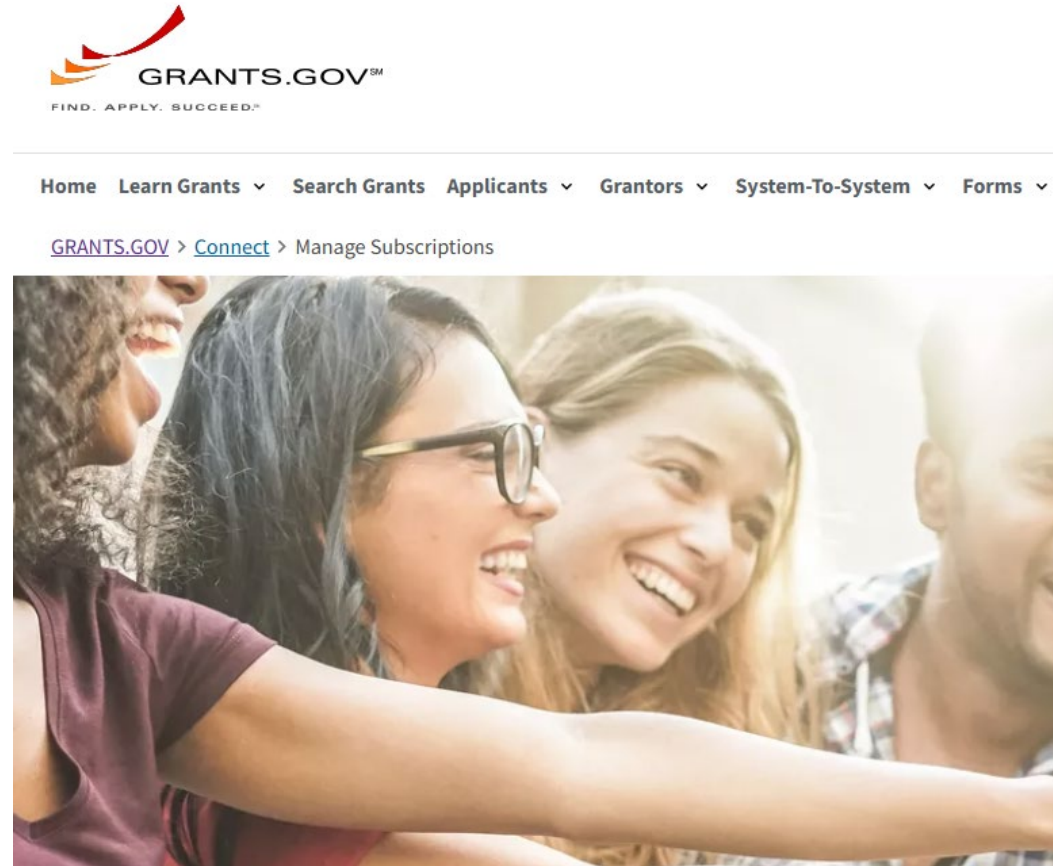 GRANTS.GOV℠
FIND. APPLY. SUCCEED.℠
Home Learn Grants Search Grants Applicants Grantors System-To-System Forms
GRANTS.GOV > Connect > Manage Subscriptions